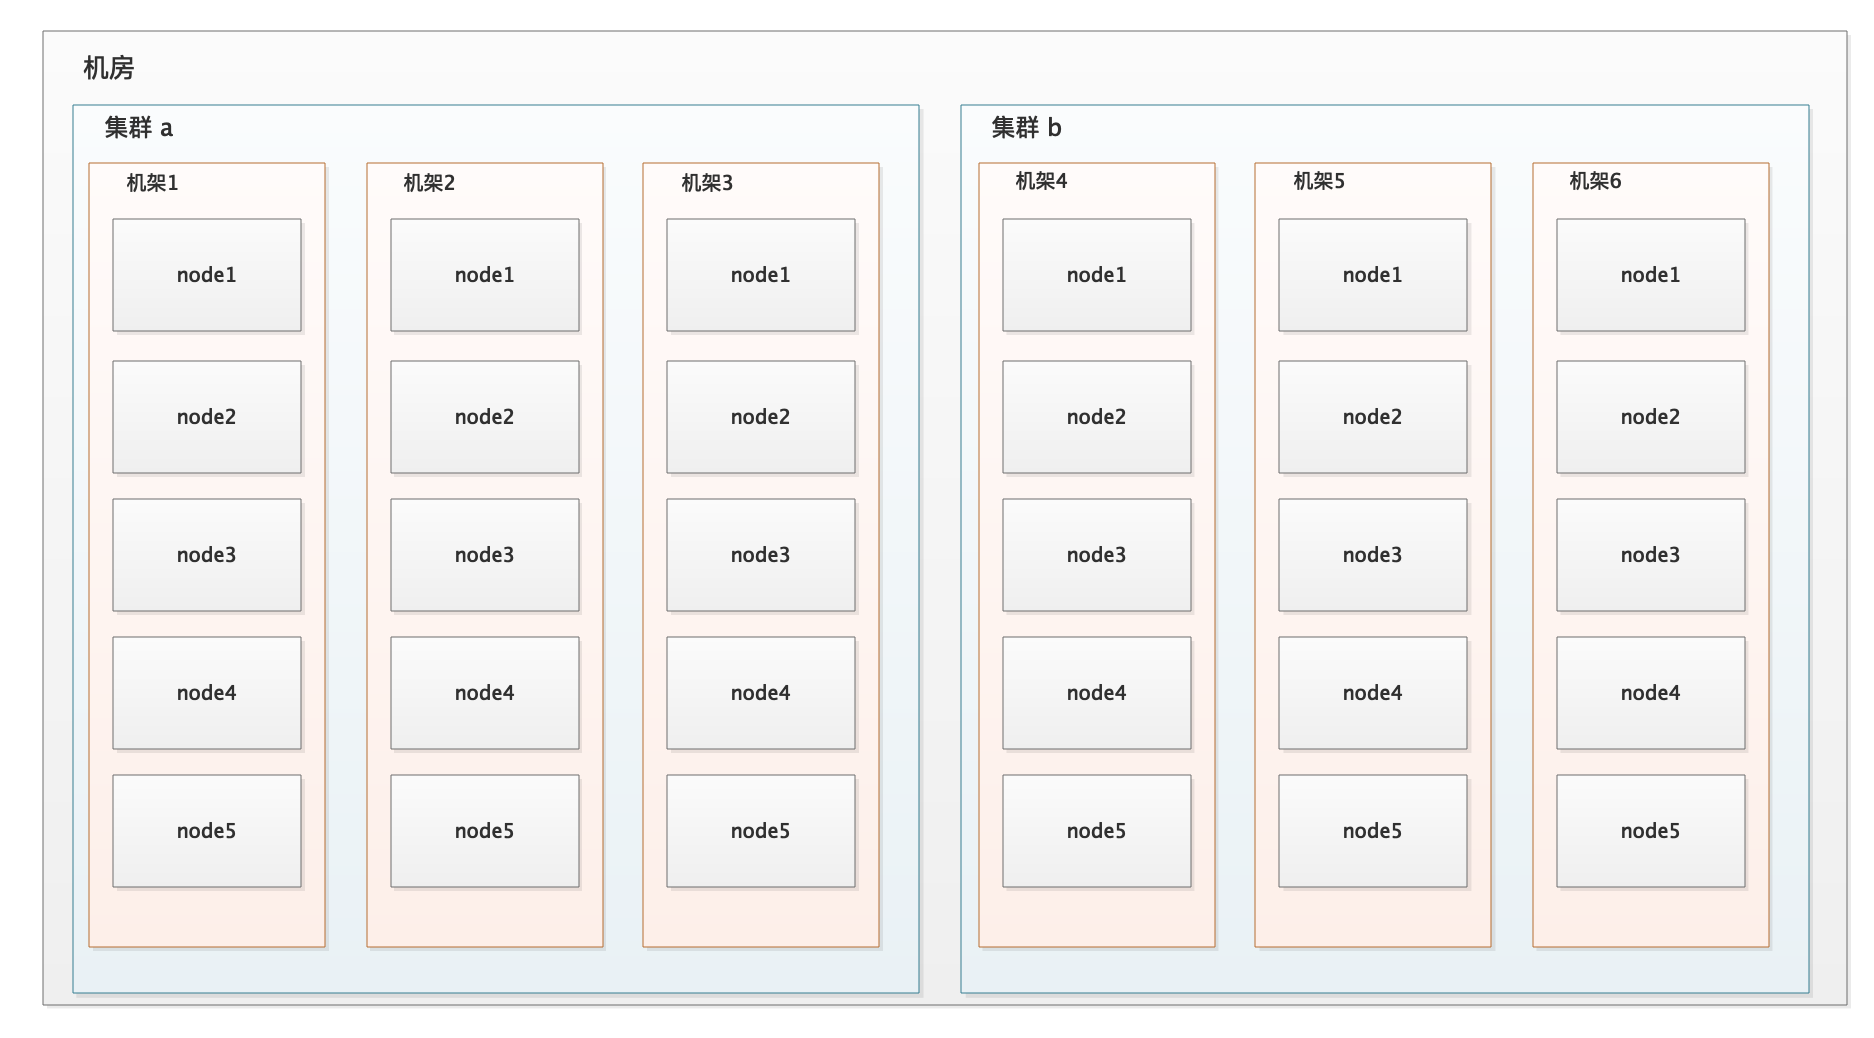 机房
集群 a
机架1
node1
node2
node3
node4
node5
机架2
node1
node2
node3
node4
node5
机架3
node1
node2
node3
node4
node5
集群 b
机架4
node1
node2
node3
node4
node5
机架5
node1
node2
node3
node4
node5
机架6
node1
node2
node3
node4
node5